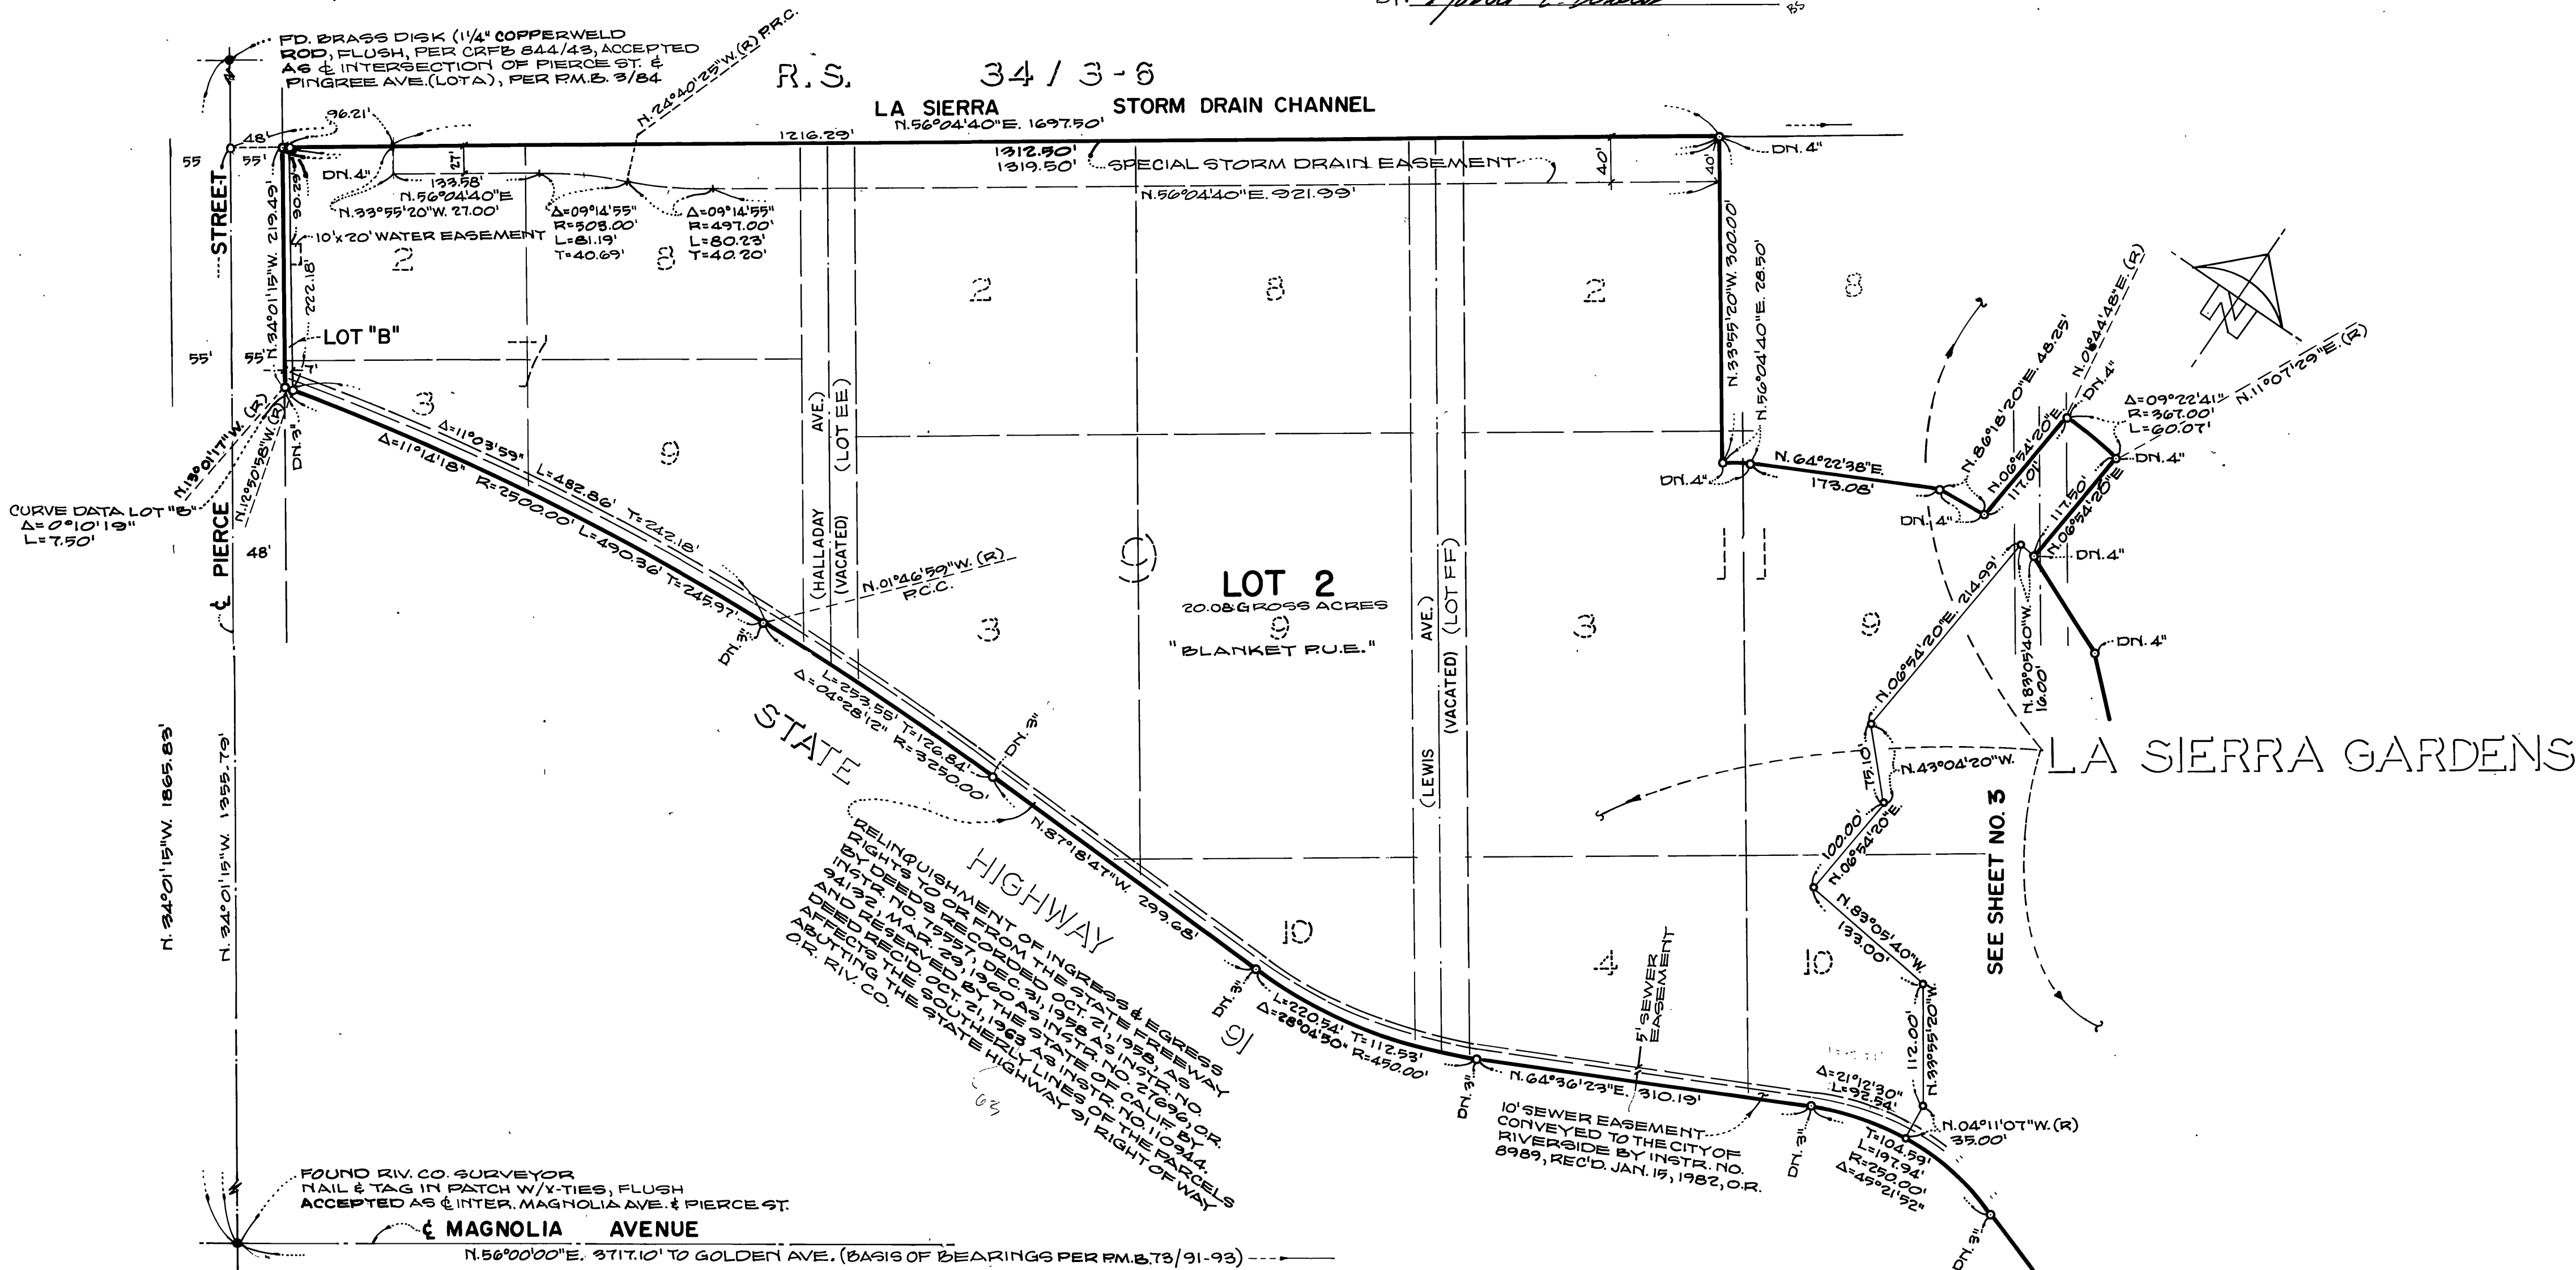 BY:
BS
FD. BRASS DISK (1¼" COPPERWELD
ROD, FLUSH, PER CRFB 844/43, ACCEPTED
AS ℄ INTERSECTION OF PIERCE ST. &
PINGREE AVE.(LOTA), PER P.M.B. 3/84
R.S. 34 / 3-6
N.24°40'25"W.(R) P.R.C.
LA SIERRA STORM DRAIN CHANNEL
N.56°04'40"E. 1697.50'
1216.29'
1312.50'
1319.50'
SPECIAL STORM DRAIN EASEMENT
N.56°04'40"E. 921.99'
40'
40'
DN. 4"
96.21'
48'
55
55'
27'
DN. 4"
133.58'
N.56°04'40"E
N.33°55'20"W. 27.00'
10'x20' WATER EASEMENT
Δ=09°14'55"
R=503.00'
L=81.19'
T=40.69'
Δ=09°14'55"
R=497.00'
L=80.23'
T=40.20'
STREET
N.34°01'15"W. 219.49'
90.29'
222.18'
LOT "B"
55'
55'
7'
2
8
2
8
2
8
7
3
9
N.33°55'20"W. 300.00'
N.56°04'40"E. 28.50'
N.13°01'17"W. (R)
N.12°50'58"W.(R)
DN. 3"
CURVE DATA LOT "B"
Δ=0°10'19"
L=7.50'
℄ PIERCE
48'
Δ=11°03'59" L=482.86' T=242.18'
Δ=11°14'18" R=2500.00' L=490.36' T=245.97'
DN. 3"
N.01°46'59"W. (R)
P.C.C.
(HALLADAY AVE.)
(VACATED) (LOT EE)
(LEWIS AVE.)
(VACATED) (LOT FF)
LOT 2
20.08 GROSS ACRES
9
"BLANKET P.U.E."
3
3
9
DN. 4"
N.64°22'38"E.
173.08'
N.86°18'20"E. 48.25'
DN. 4"
N.06°54'20"E.
117.01'
N.01°44'48"E.(R)
DN. 4"
N
Δ=09°22'41"
R=367.00'
L=60.07'
N.11°07'29"E.(R)
DN. 4"
117.50'
N.06°54'20"E
DN. 4"
DN. 4"
N.83°05'40"W.
16.00'
N.06°54'20"E. 214.99'
75.10'
N.43°04'20"W.
100.00'
N.06°54'20"E.
N.83°05'40"W.
133.00'
112.00'
N.33°55'20"W.
LA SIERRA GARDENS
SEE SHEET NO. 3
L=253.55' T=126.84'
Δ=04°28'12" R=3250.00'
DN. 3"
STATE HIGHWAY 91
N.87°18'47"W. 299.68'
DN. 3"
RELINQUISHMENT OF INGRESS & EGRESS
RIGHTS TO OR FROM THE STATE FREEWAY
BY DEEDS RECORDED OCT. 21, 1958, AS
INSTR. NO. 75557, DEC. 31, 1958 AS INSTR. NO.
94132, MAR. 29, 1960 AS INSTR. NO. 27696, O.R.
AND RESERVED BY THE STATE OF CALIF. BY
DEED REC'D. OCT. 21, 1963 AS INSTR. NO. 110944.
AFFECTS THE SOUTHERLY LINES OF THE PARCELS
ABUTTING THE STATE HIGHWAY 91 RIGHT OF WAY
O.R. RIV. CO.
63
N.34°01'15"W. 1865.83'
N.34°01'15"W. 1355.79'
L=220.54' T=112.53'
Δ=28°04'50" R=450.00'
DN. 3"
10
4
10
5' SEWER
EASEMENT
N.64°36'23"E. 310.19'
10' SEWER EASEMENT
CONVEYED TO THE CITY OF
RIVERSIDE BY INSTR. NO.
8989, REC'D. JAN. 15, 1982, O.R.
DN. 3"
Δ=21°12'30"
L=92.54'
N.04°11'07"W.(R)
35.00'
T=104.59'
L=197.94'
R=250.00'
Δ=45°21'52"
DN. 3"
FOUND RIV. CO. SURVEYOR
NAIL & TAG IN PATCH W/X-TIES, FLUSH
ACCEPTED AS ℄ INTER. MAGNOLIA AVE. & PIERCE ST.
℄ MAGNOLIA AVENUE
N.56°00'00"E. 3717.10' TO GOLDEN AVE. (BASIS OF BEARINGS PER P.M.B.73/91-93)